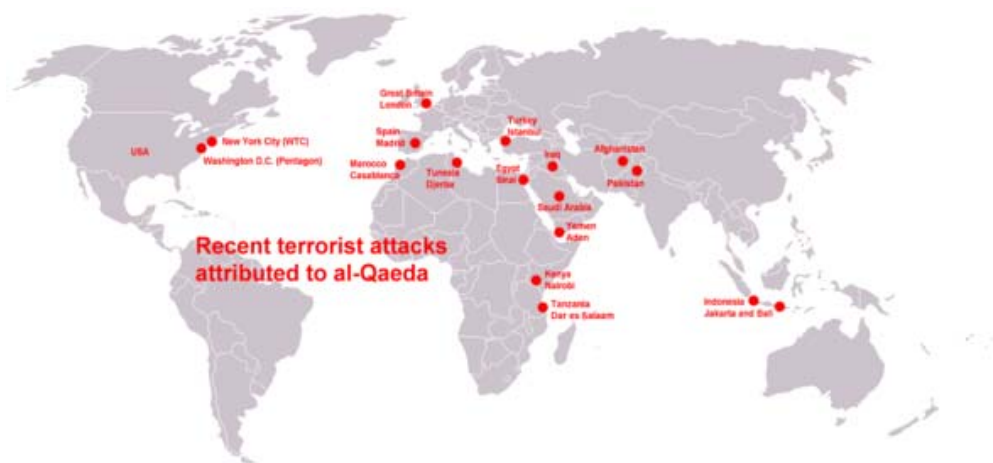 Great Britain
London
Spain
Madrid
Turkey
Istanbul
New York City (WTC)
USA
Washington D.C. (Pentagon)
Marocco
Casablanca
Tunesia
Djerba
Egypt
Sinai
Iraq
Afghanistan
Pakistan
Saudi Arabia
Yemen
Aden
Recent terrorist attacks
attributed to al-Qaeda
Kenya
Nairobi
Tanzania
Dar es Salaam
Indonesia
Jakarta and Bali